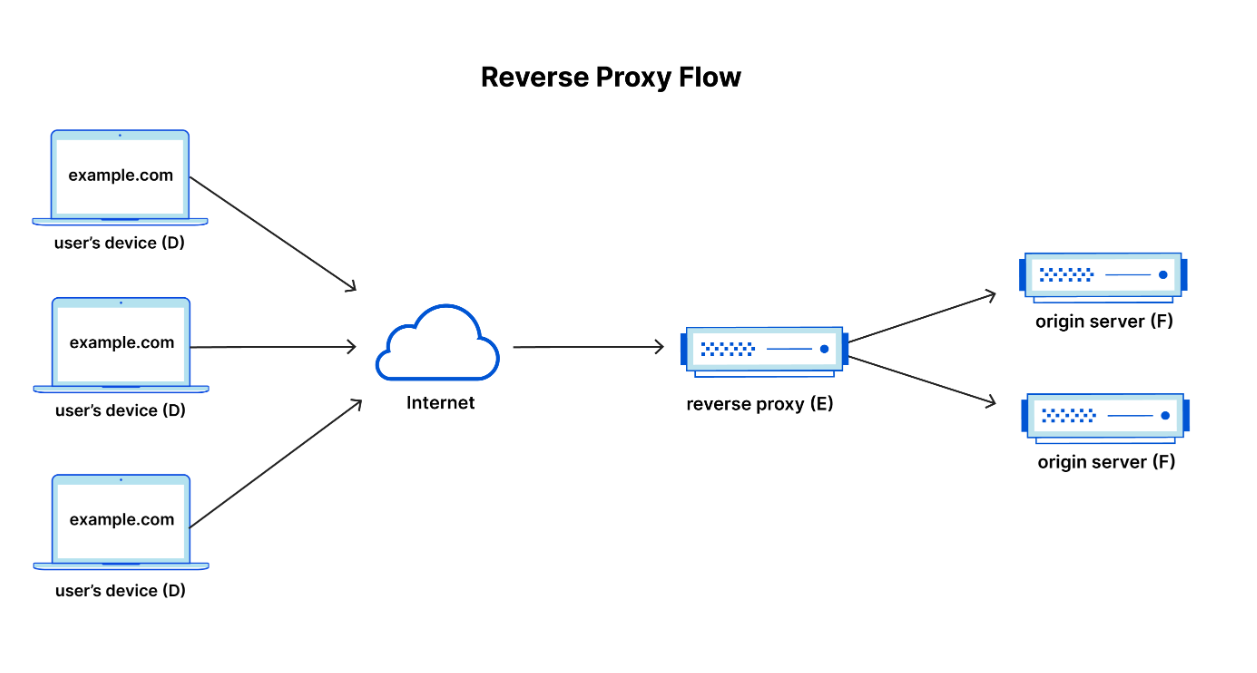 Reverse Proxy Flow
example.com
user's device (D)
example.com
user's device (D)
example.com
user's device (D)
Internet
reverse proxy (E)
origin server (F)
origin server (F)